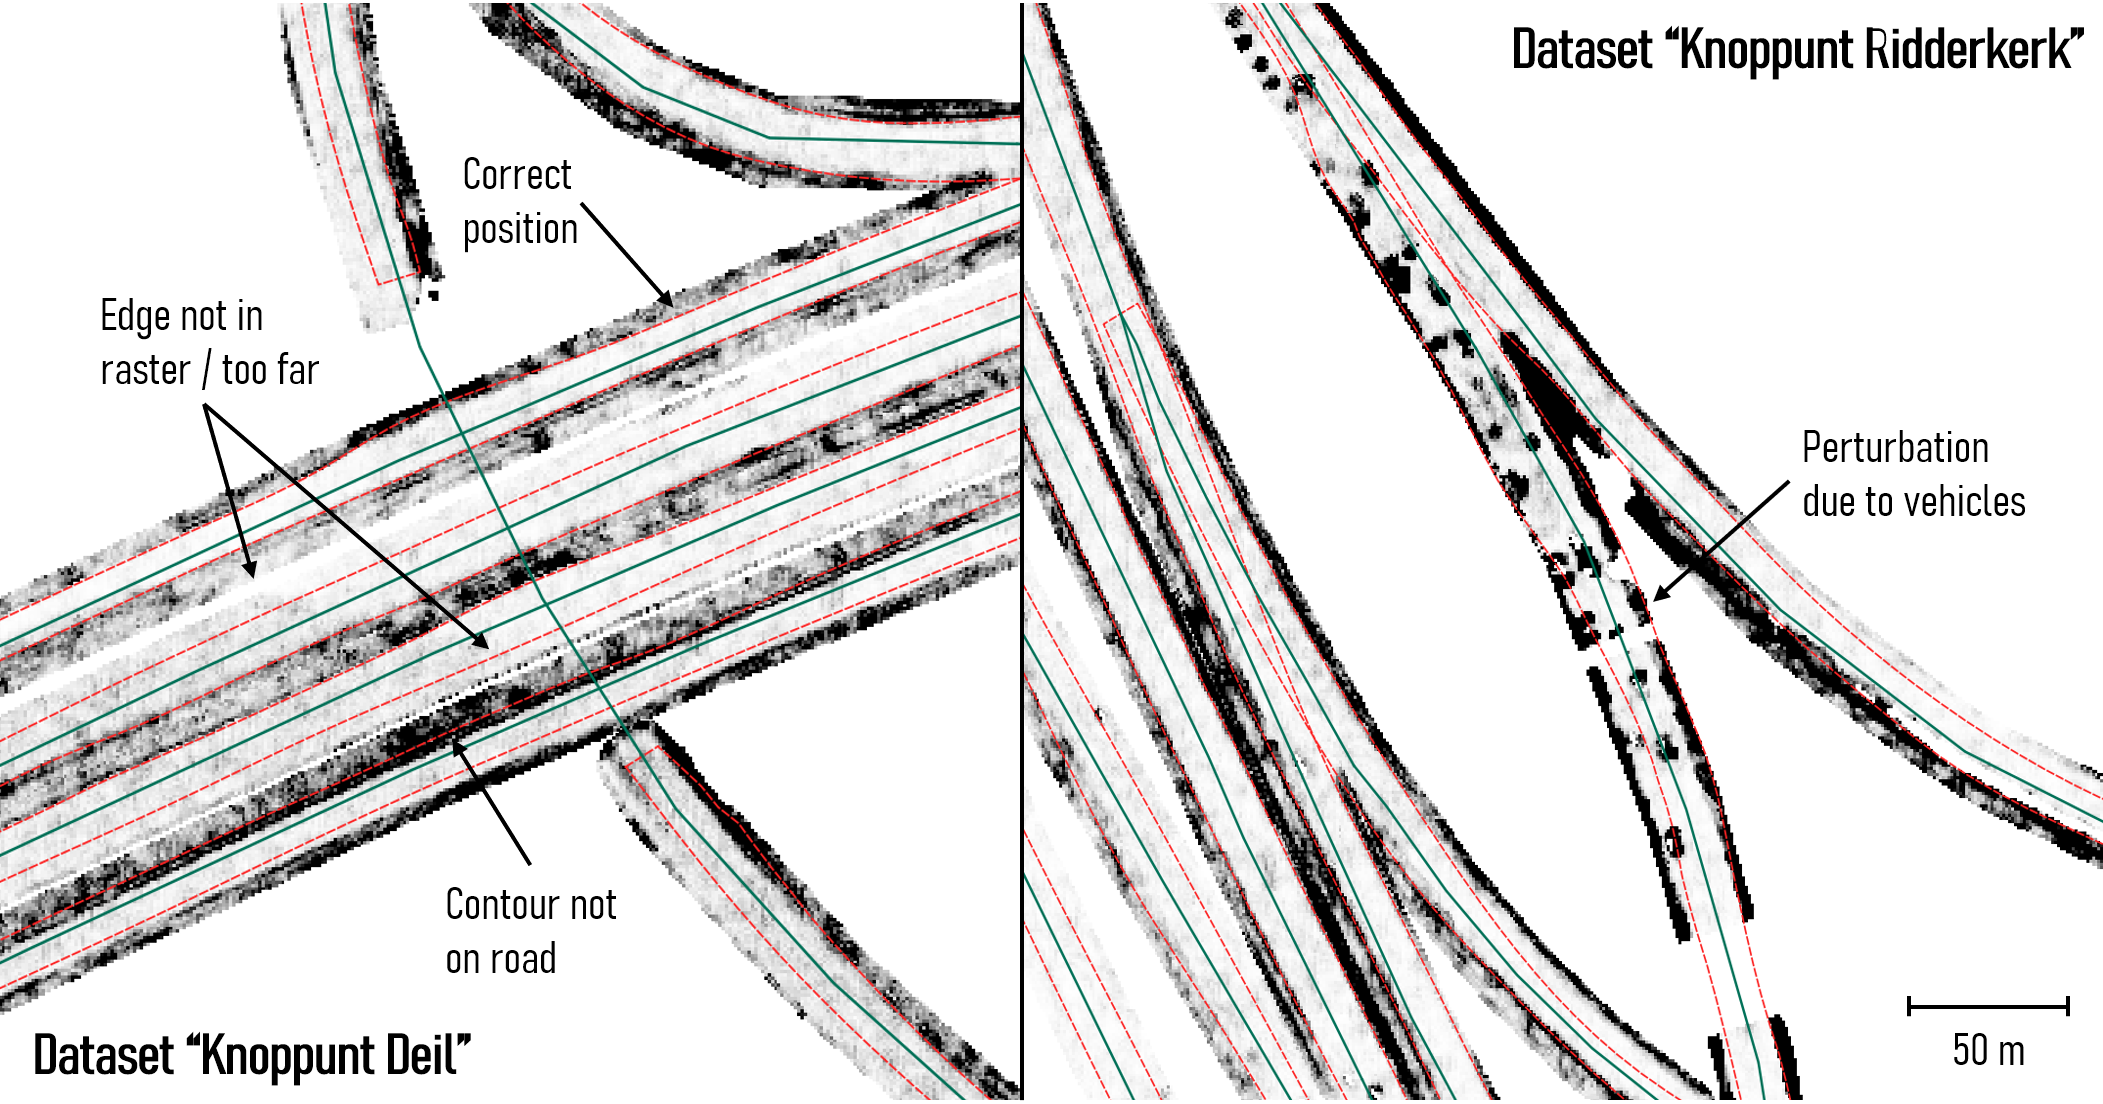 Dataset “Knoppunt Ridderkerk”
Correct
position
Edge not in
raster / too far
Perturbation
due to vehicles
Contour not
on road
Dataset “Knoppunt Deil”
50 m